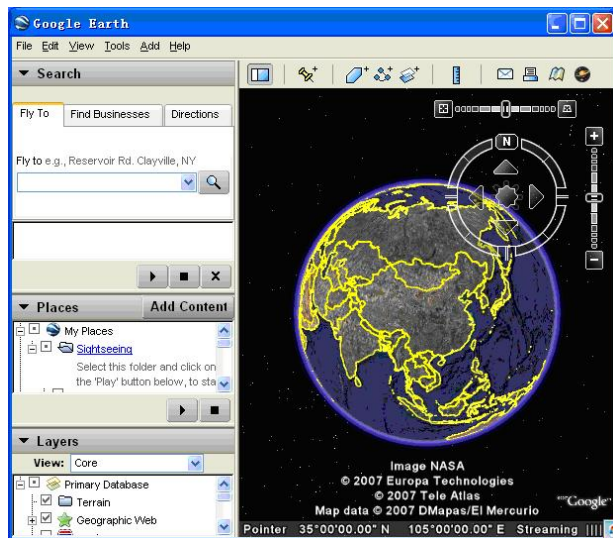 Google Earth
File Edit View Tools Add Help
Search
Fly To Find Businesses Directions
Fly to e.g., Reservoir Rd. Clayville, NY
N
Places Add Content
My Places
Sightseeing
Select this folder and click on
the 'Play' button below, to sta
Layers
View: Core
Primary Database
Terrain
Geographic Web
Image NASA
© 2007 Europa Technologies
© 2007 Tele Atlas
Map data © 2007 DMapas/El Mercurio
Google
Pointer 35°00'00.00" N 105°00'00.00" E Streaming